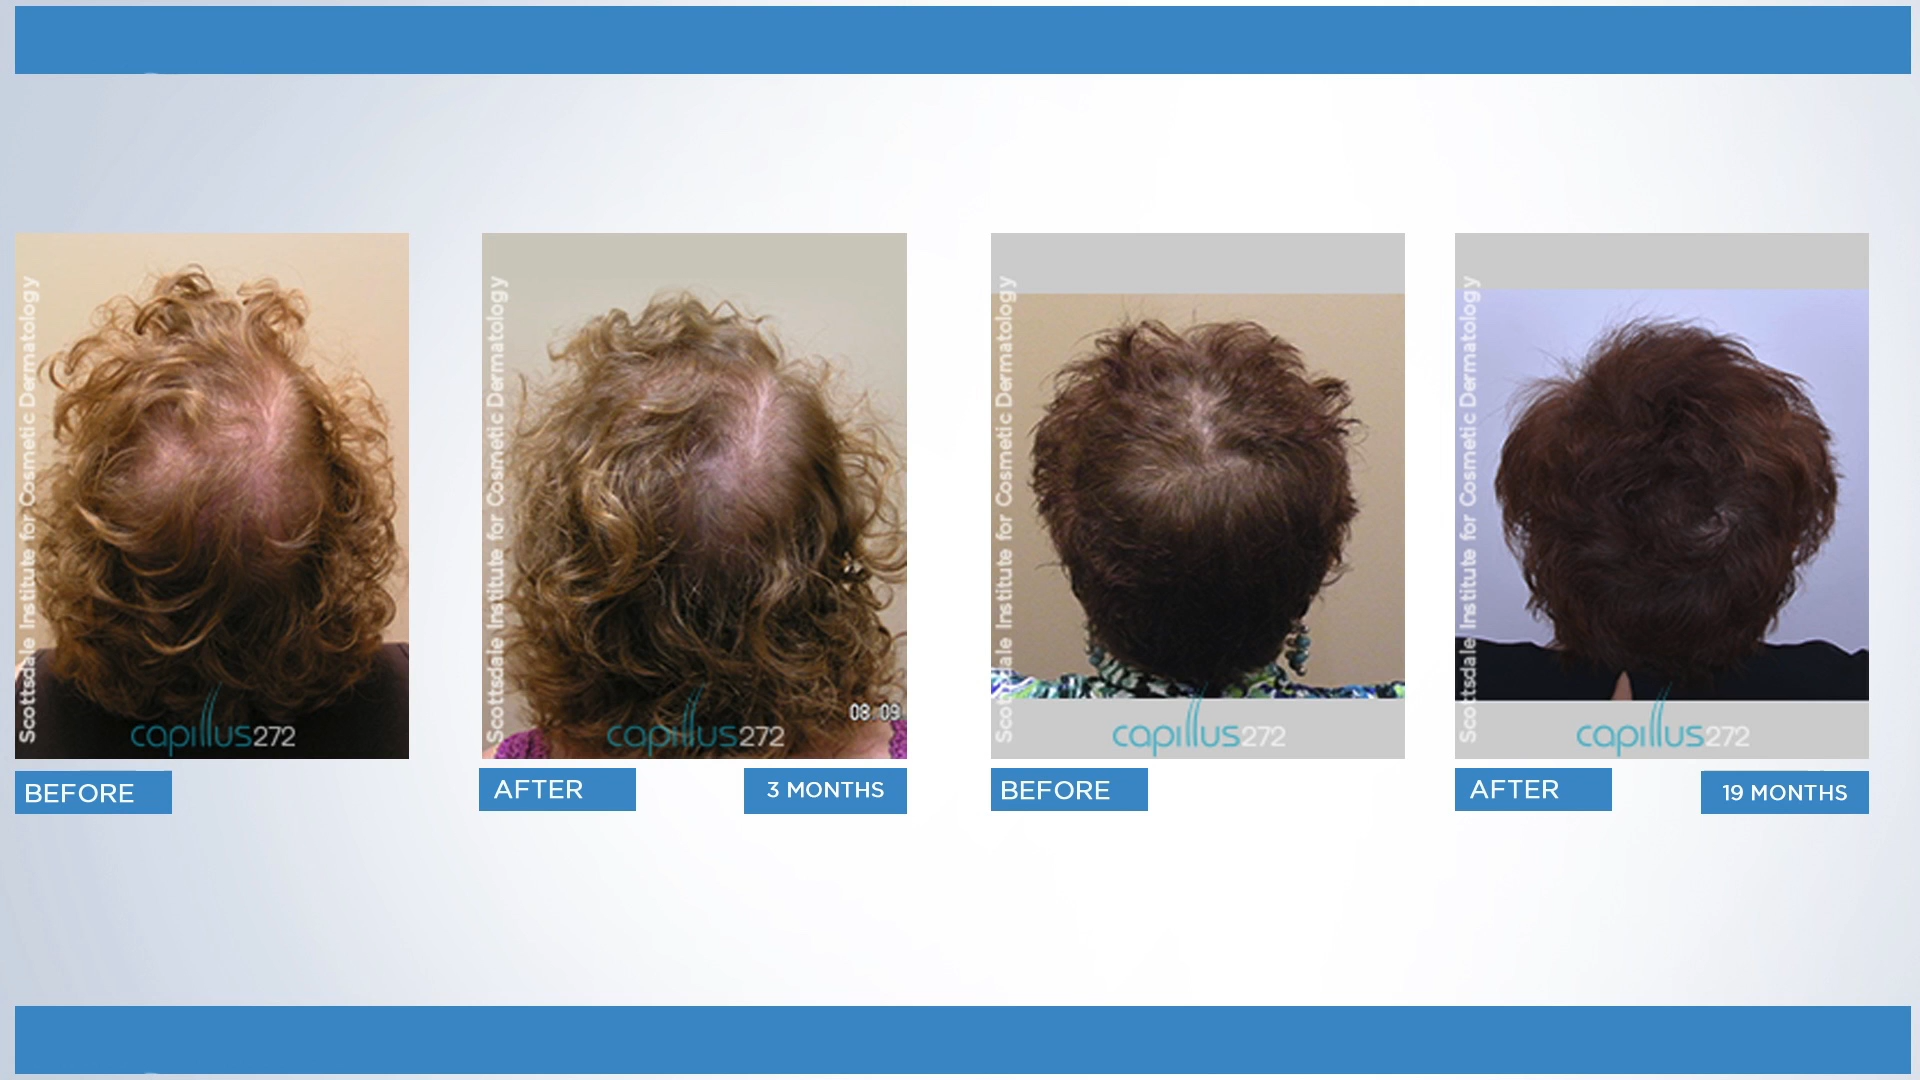 Scottsdale Institute for Cosmetic Dermatology
capillus272
BEFORE
Scottsdale Institute for Cosmetic Dermatology
08 09
capillus272
AFTER
3 MONTHS
Scottsdale Institute for Cosmetic Dermatology
capillus272
BEFORE
Scottsdale Institute for Cosmetic Dermatology
capillus272
AFTER
19 MONTHS